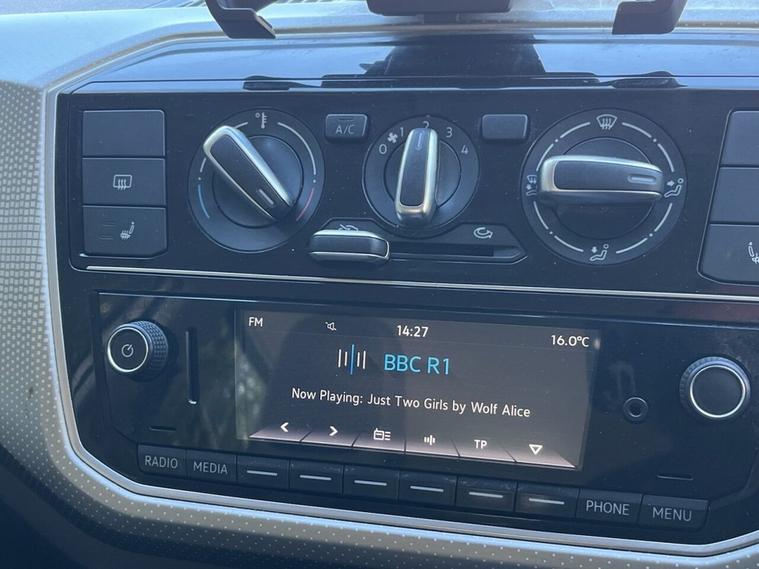 °
A/C
0 1 2 3 4
FM 14:27 16.0°C
BBC R1
Now Playing: Just Two Girls by Wolf Alice
TP
RADIO MEDIA PHONE MENU